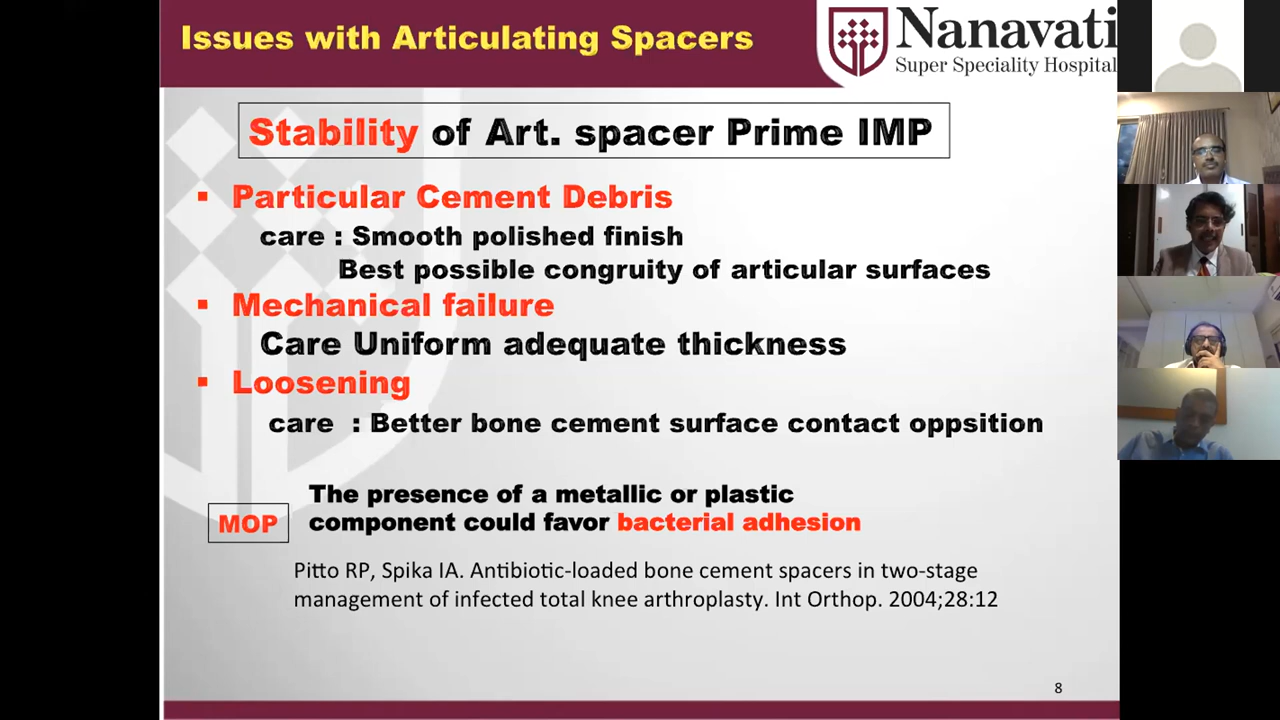 Issues with Articulating Spacers
Nanavati
Super Speciality Hospital
Stability of Art. spacer Prime IMP
▪ Particular Cement Debris
care : Smooth polished finish
Best possible congruity of articular surfaces
▪ Mechanical failure
Care Uniform adequate thickness
▪ Loosening
care : Better bone cement surface contact oppsition
The presence of a metallic or plastic
MOP component could favor bacterial adhesion
Pitto RP, Spika IA. Antibiotic-loaded bone cement spacers in two-stage
management of infected total knee arthroplasty. Int Orthop. 2004;28:12
8